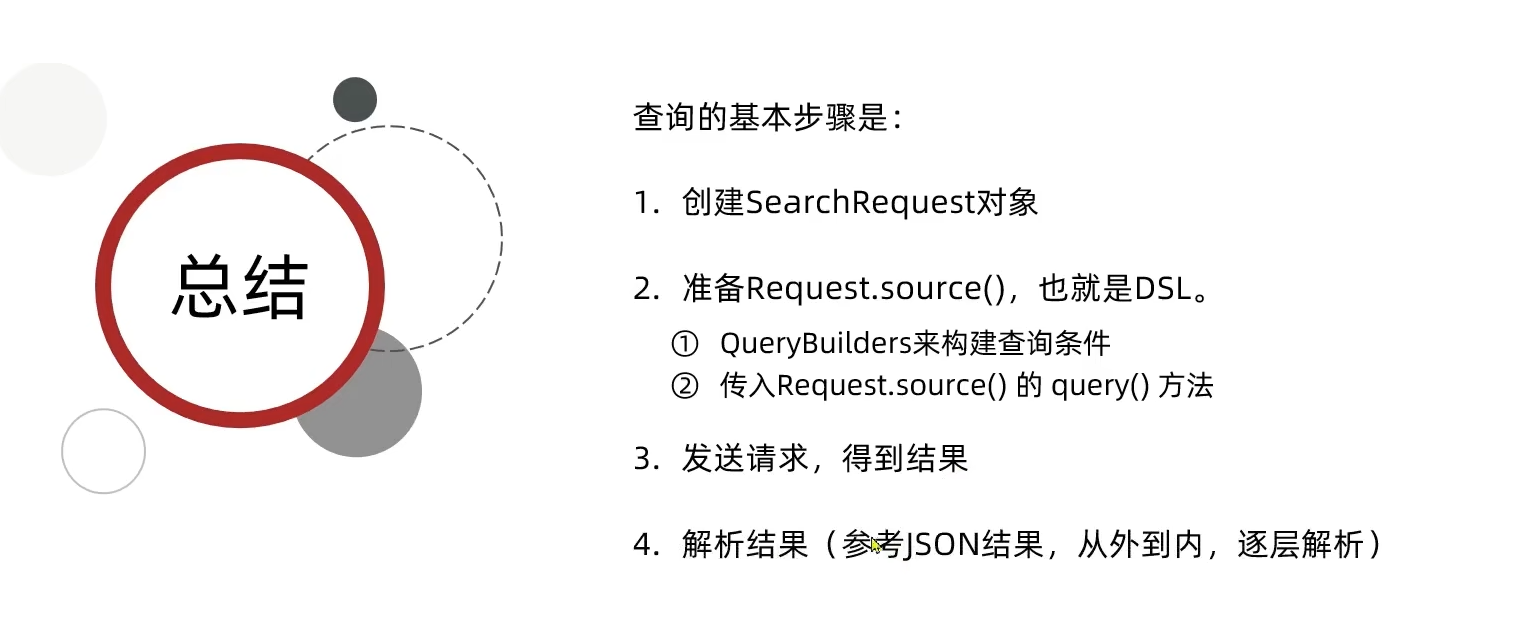 总结
查询的基本步骤是：
1. 创建SearchRequest对象
2. 准备Request.source()，也就是DSL。
① QueryBuilders来构建查询条件
② 传入Request.source() 的 query() 方法
3. 发送请求，得到结果
4. 解析结果（参考JSON结果，从外到内，逐层解析）